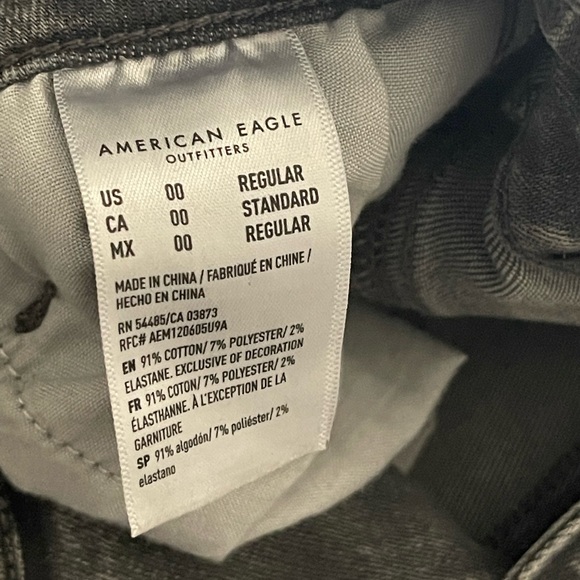 AMERICAN EAGLE
OUTFITTERS
US 00 REGULAR
CA 00 STANDARD
MX 00 REGULAR
MADE IN CHINA / FABRIQUÉ EN CHINE /
HECHO EN CHINA
RN 54485/CA 03873
RFC# AEM120605U9A
EN 91% COTTON/ 7% POLYESTER/ 2%
ELASTANE. EXCLUSIVE OF DECORATION
FR 91% COTON/ 7% POLYESTER/ 2%
ÉLASTHANNE. À L'EXCEPTION DE LA
GARNITURE
SP 91% algodón/ 7% poliéster/ 2%
elastano